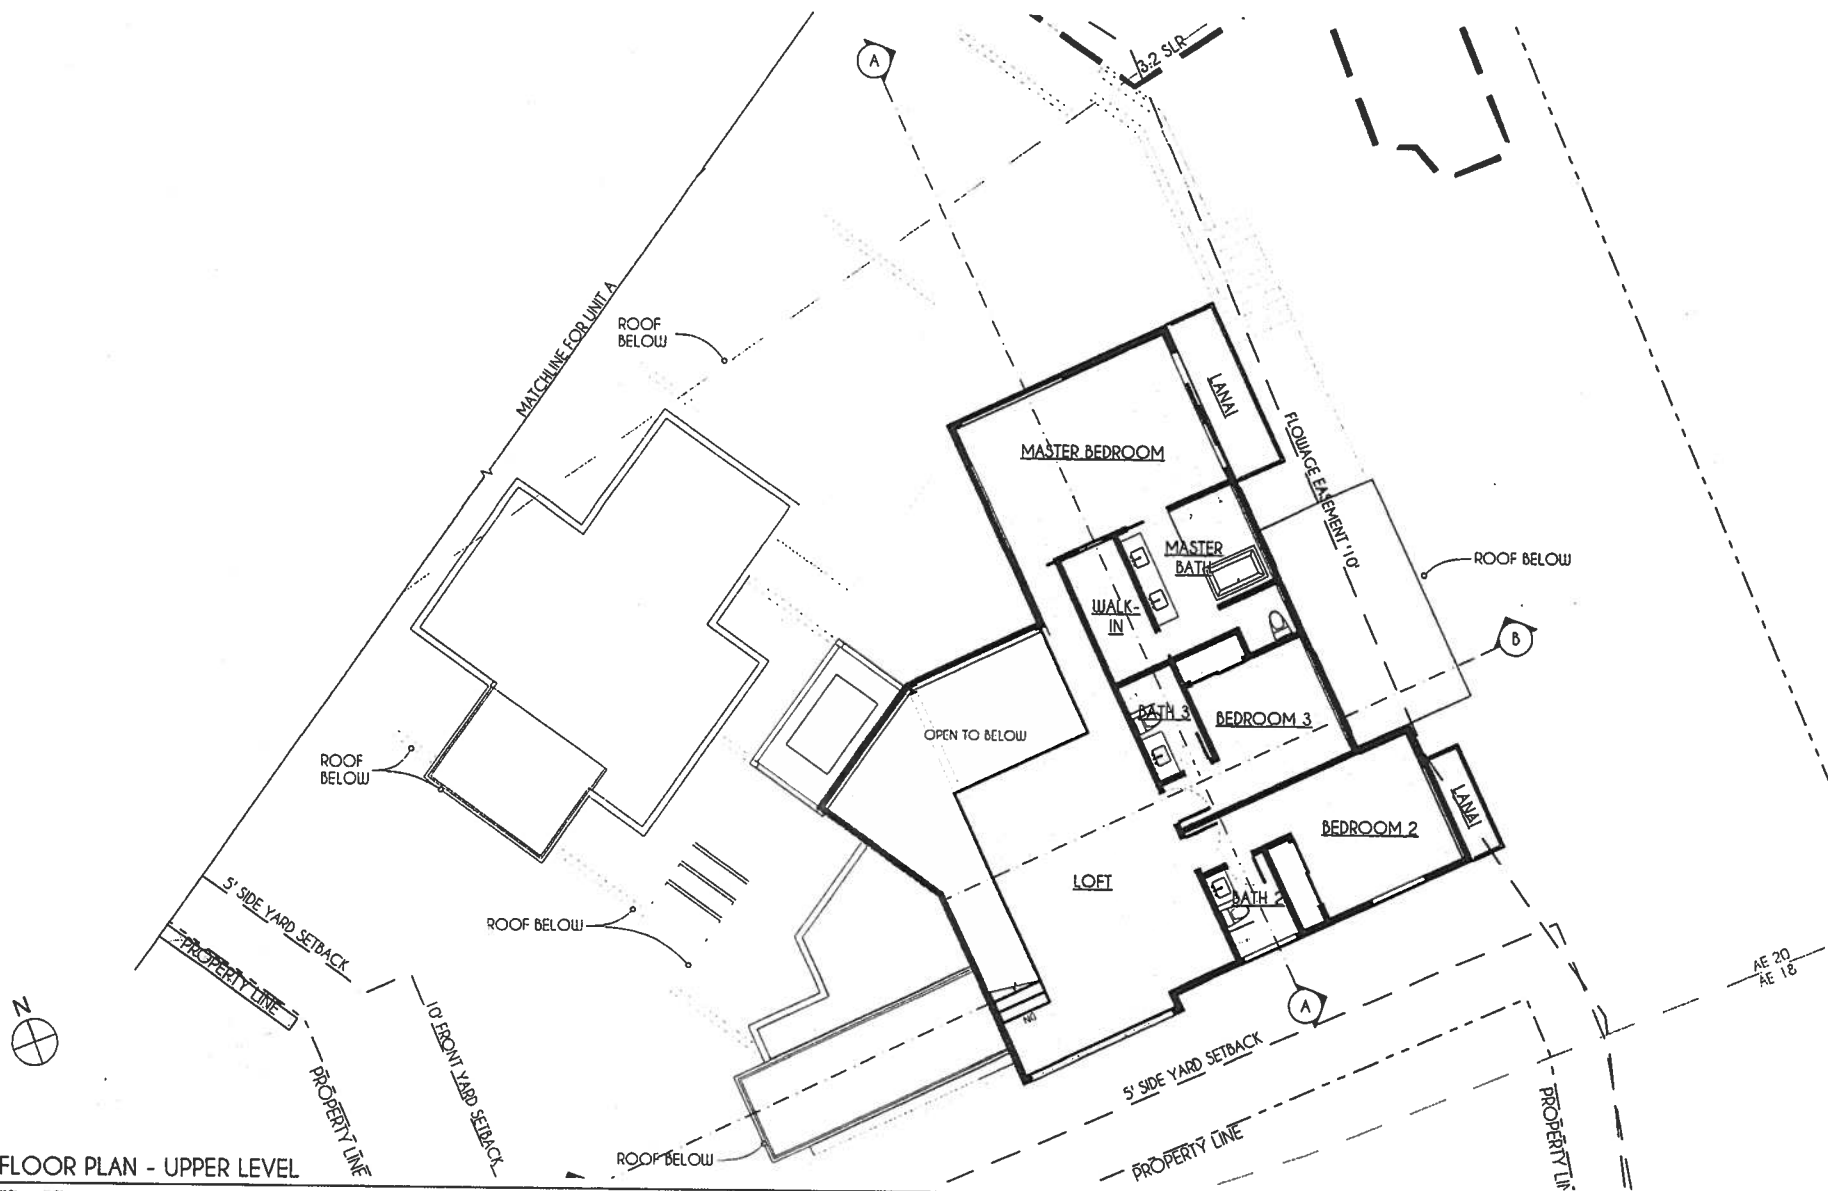 A
3.2 SLR
MATCHLINE FOR UNIT A
ROOF
BELOW
LANAI
MASTER BEDROOM
FLOWAGE EASEMENT '10'
MASTER
BATH
ROOF BELOW
WALK-
IN
B
BATH 3
BEDROOM 3
OPEN TO BELOW
ROOF
BELOW
LANAI
BEDROOM 2
LOFT
BATH 2
5' SIDE YARD SETBACK
ROOF BELOW
PROPERTY LINE
AE 20
AE 18
A
N
DN
10' FRONT YARD SETBACK
5' SIDE YARD SETBACK
PROPERTY LINE
PROPERTY LINE
PROPERTY LIN
ROOF BELOW
FLOOR PLAN - UPPER LEVEL